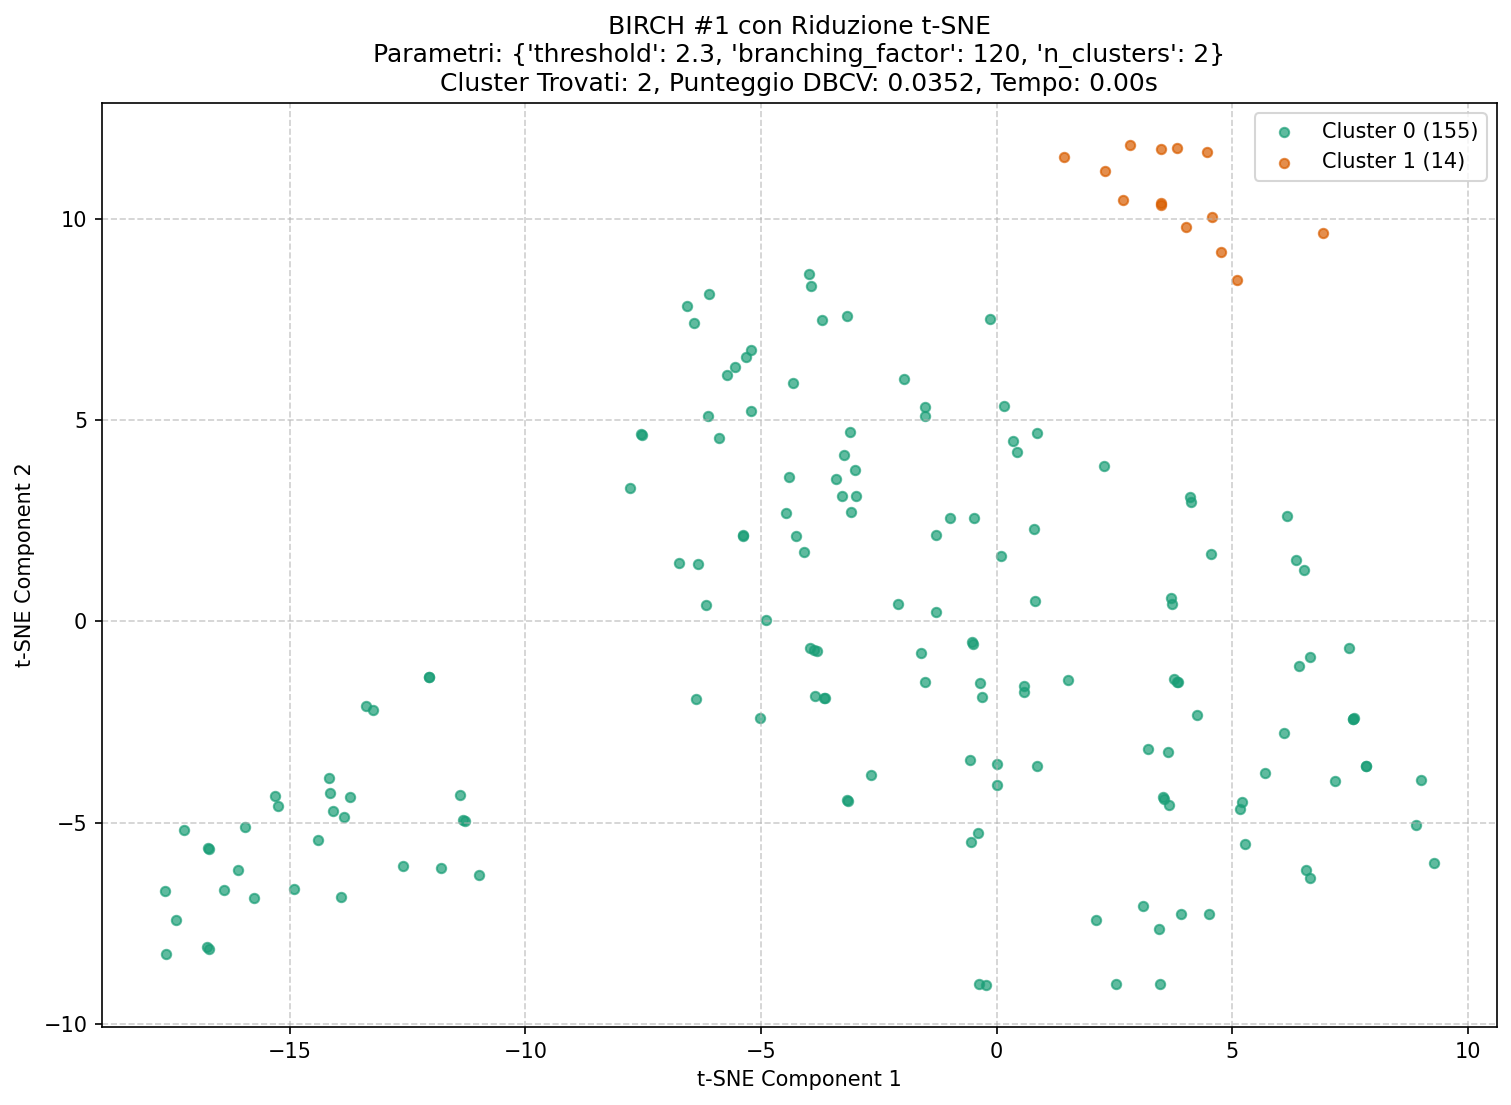 BIRCH #1 con Riduzione t-SNE
Parametri: {'threshold': 2.3, 'branching_factor': 120, 'n_clusters': 2}
Cluster Trovati: 2, Punteggio DBCV: 0.0352, Tempo: 0.00s
Cluster 0 (155)
Cluster 1 (14)
t-SNE Component 2
10
5
0
−5
−10
−15
−10
−5
0
5
10
t-SNE Component 1